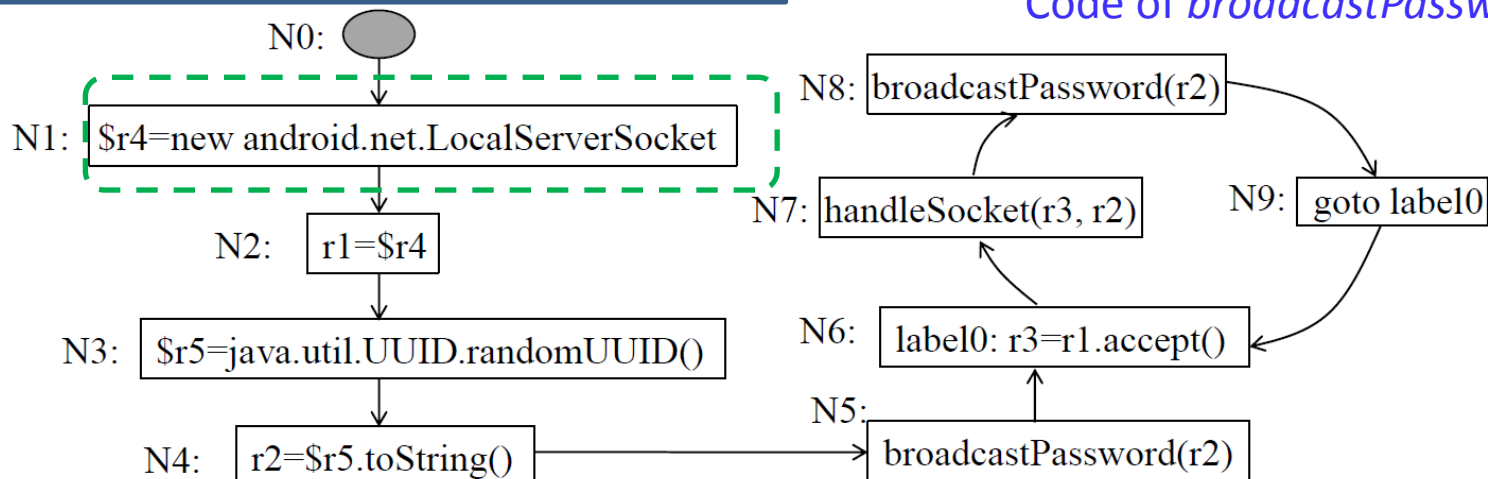 Code of
N0:
N1: $r4=new android.net.LocalServerSocket
N2: r1=$r4
N3: $r5=java.util.UUID.randomUUID()
N4: r2=$r5.toString()
N5: broadcastPassword(r2)
N6: label0: r3=r1.accept()
N7: handleSocket(r3, r2)
N8: broadcastPassword(r2)
N9: goto label0